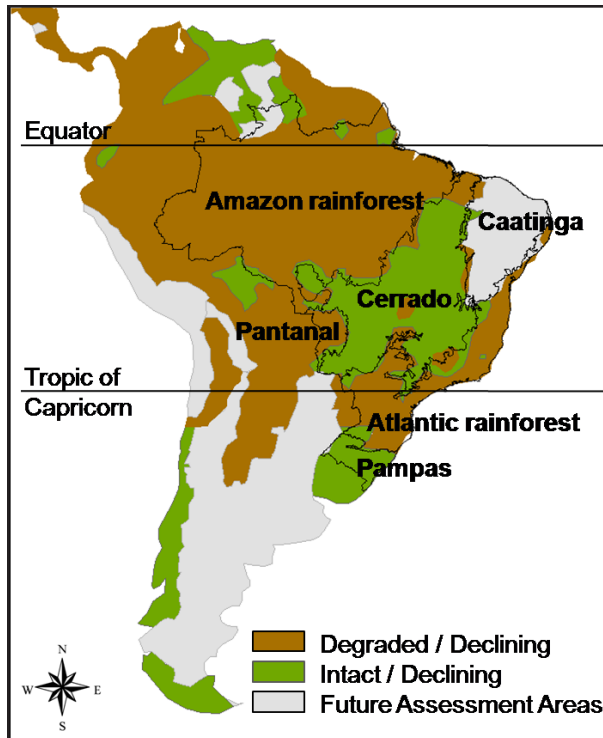 Equator
Amazon rainforest
Caatinga
Cerrado
Pantanal
Tropic of
Capricorn
Atlantic rainforest
Pampas
Degraded / Declining
Intact / Declining
Future Assessment Areas
N
W E
S